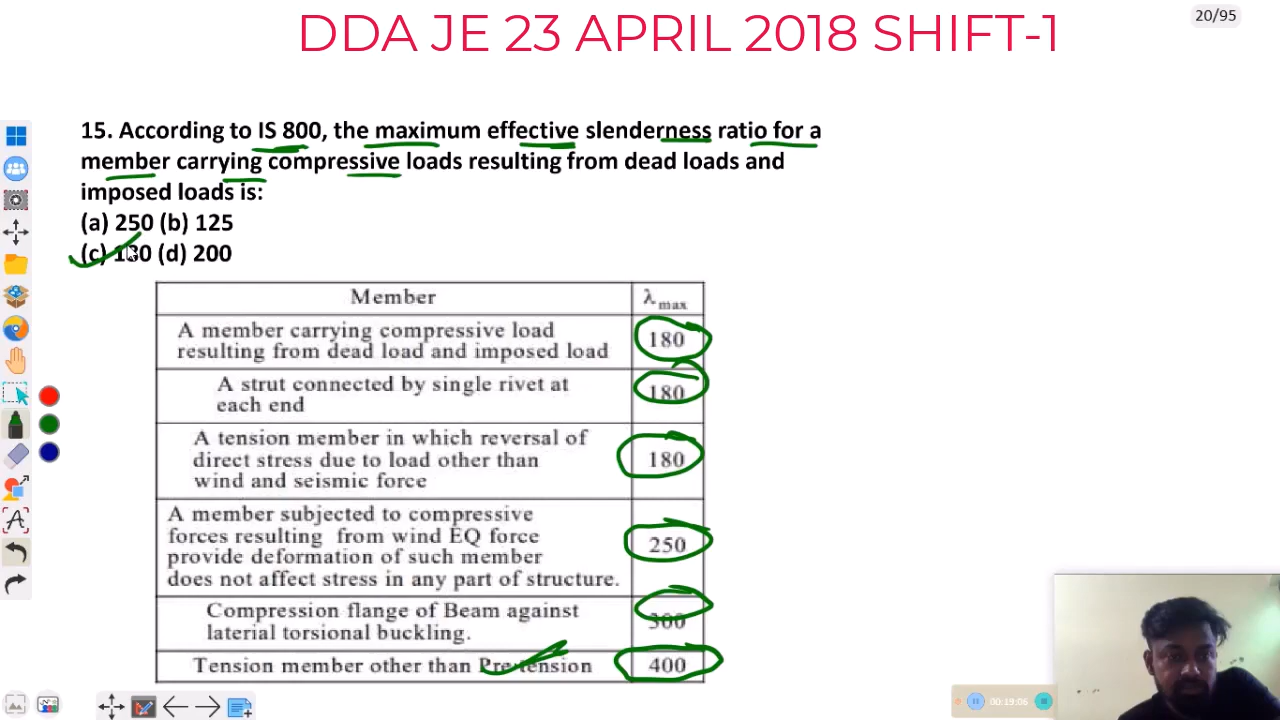 20/95
DDA JE 23 APRIL 2018 SHIFT-1
15. According to IS 800, the maximum effective slenderness ratio for a
member carrying compressive loads resulting from dead loads and
imposed loads is:
(a) 250 (b) 125
(c) 180 (d) 200
Member λmax
A member carrying compressive load
resulting from dead load and imposed load 180
A strut connected by single rivet at
each end 180
A tension member in which reversal of
direct stress due to load other than
wind and seismic force 180
A member subjected to compressive
forces resulting from wind EQ force
provide deformation of such member
does not affect stress in any part of structure. 250
Compression flange of Beam against
laterial torsional buckling. 300
Tension member other than Pretension 400
00:19:06